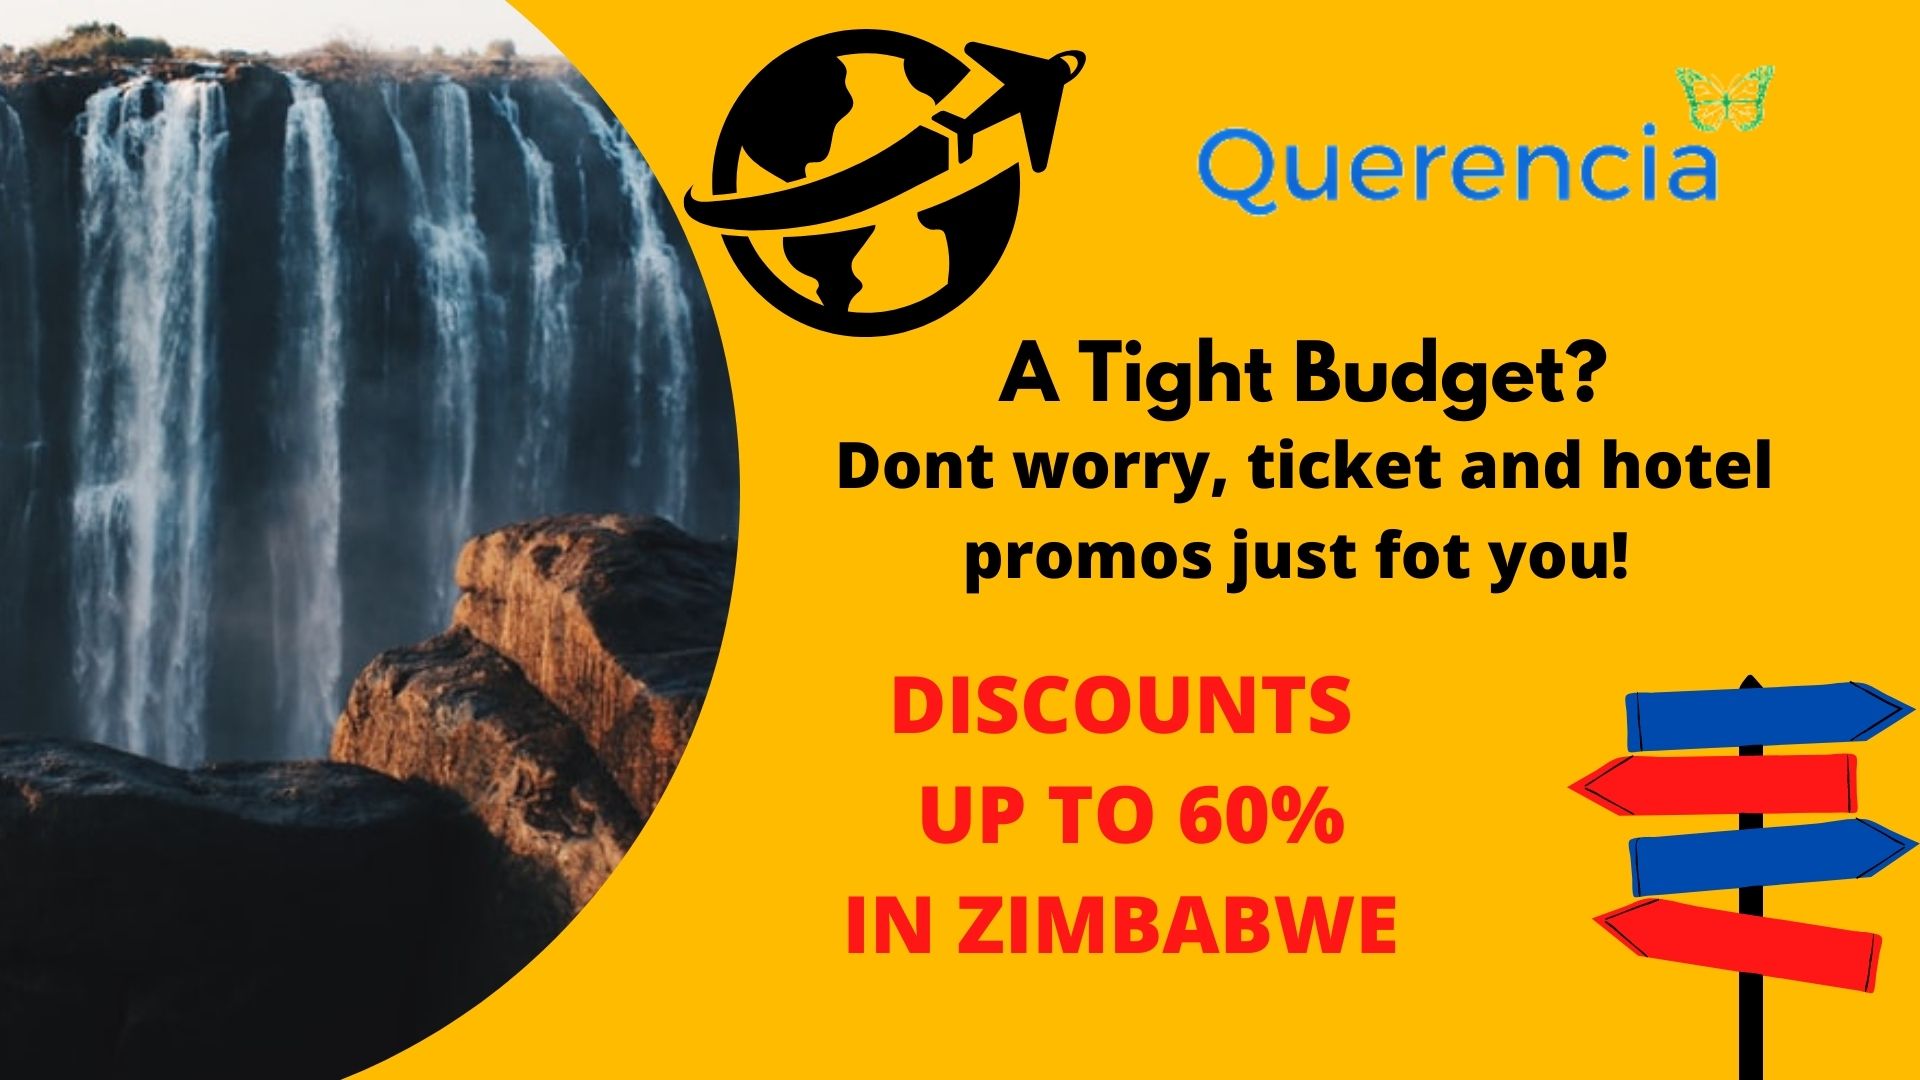 Querencia
A Tight Budget?
Dont worry, ticket and hotel
promos just fot you!
DISCOUNTS
UP TO 60%
IN ZIMBABWE